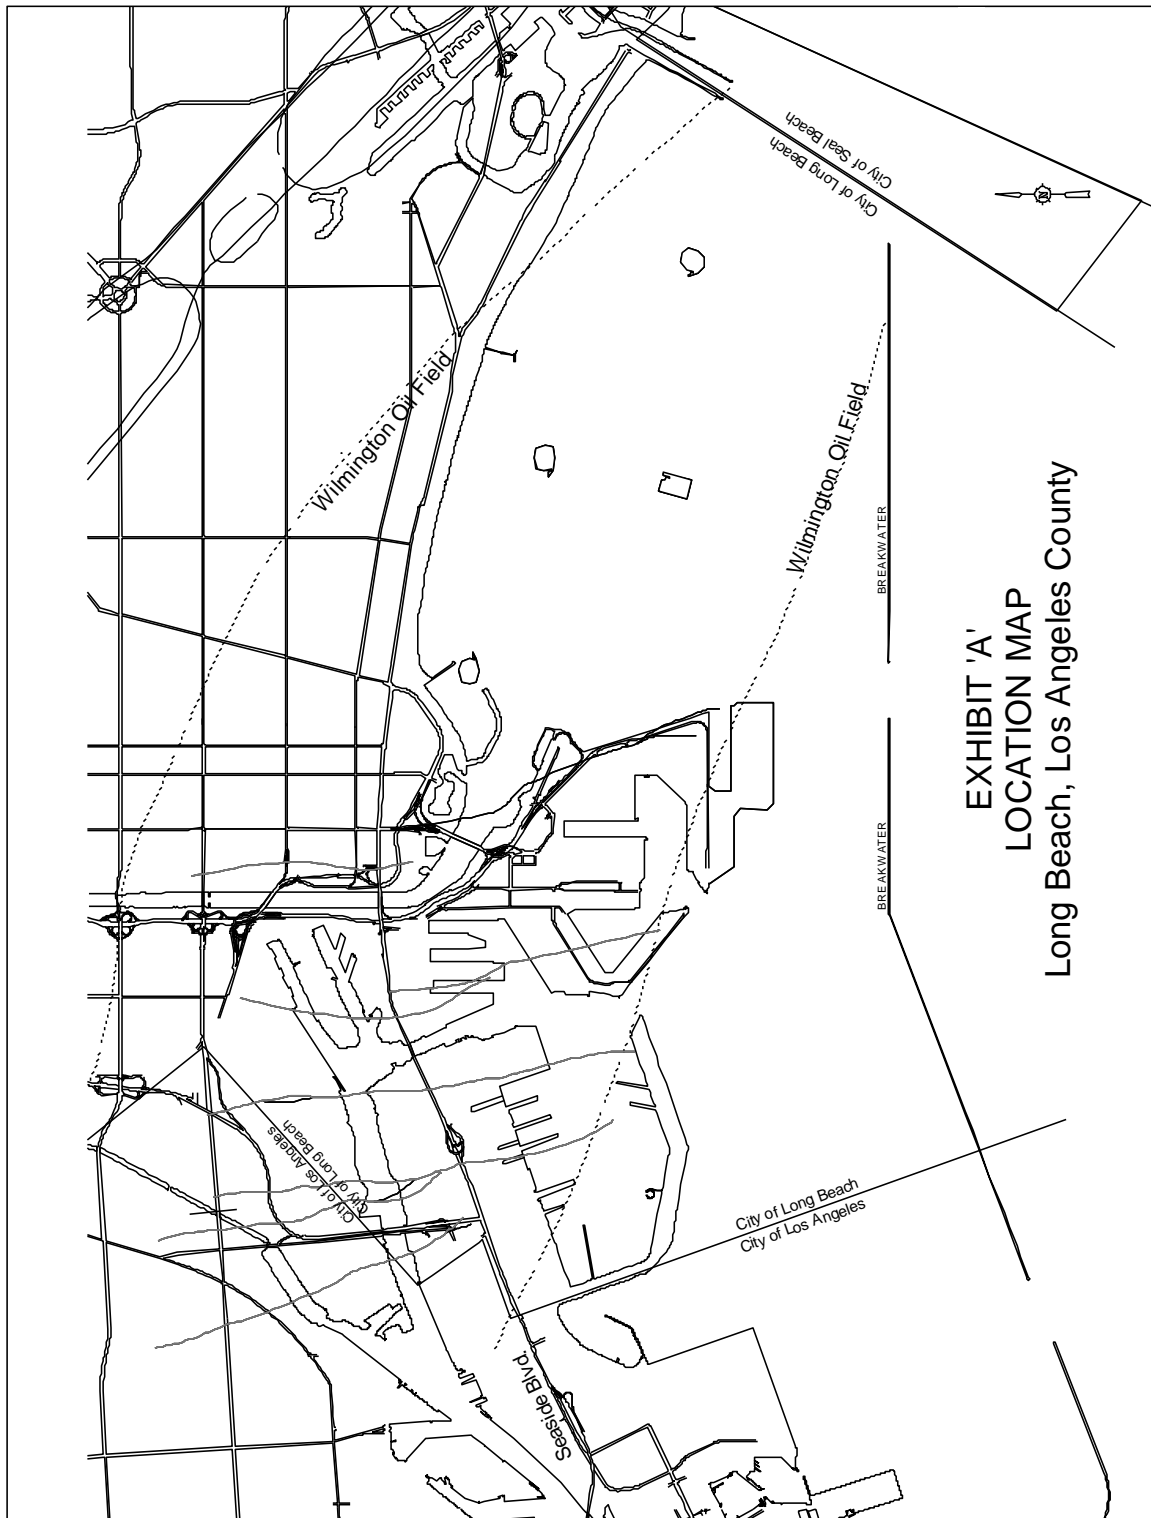 City of Seal Beach
City of Long Beach
N
Wilmington Oil Field
Wilmington Oil Field
BREAKWATER
BREAKWATER
City of Los Angeles
City of Long Beach
City of Long Beach
City of Los Angeles
Seaside Blvd.
EXHIBIT 'A'
LOCATION MAP
Long Beach, Los Angeles County